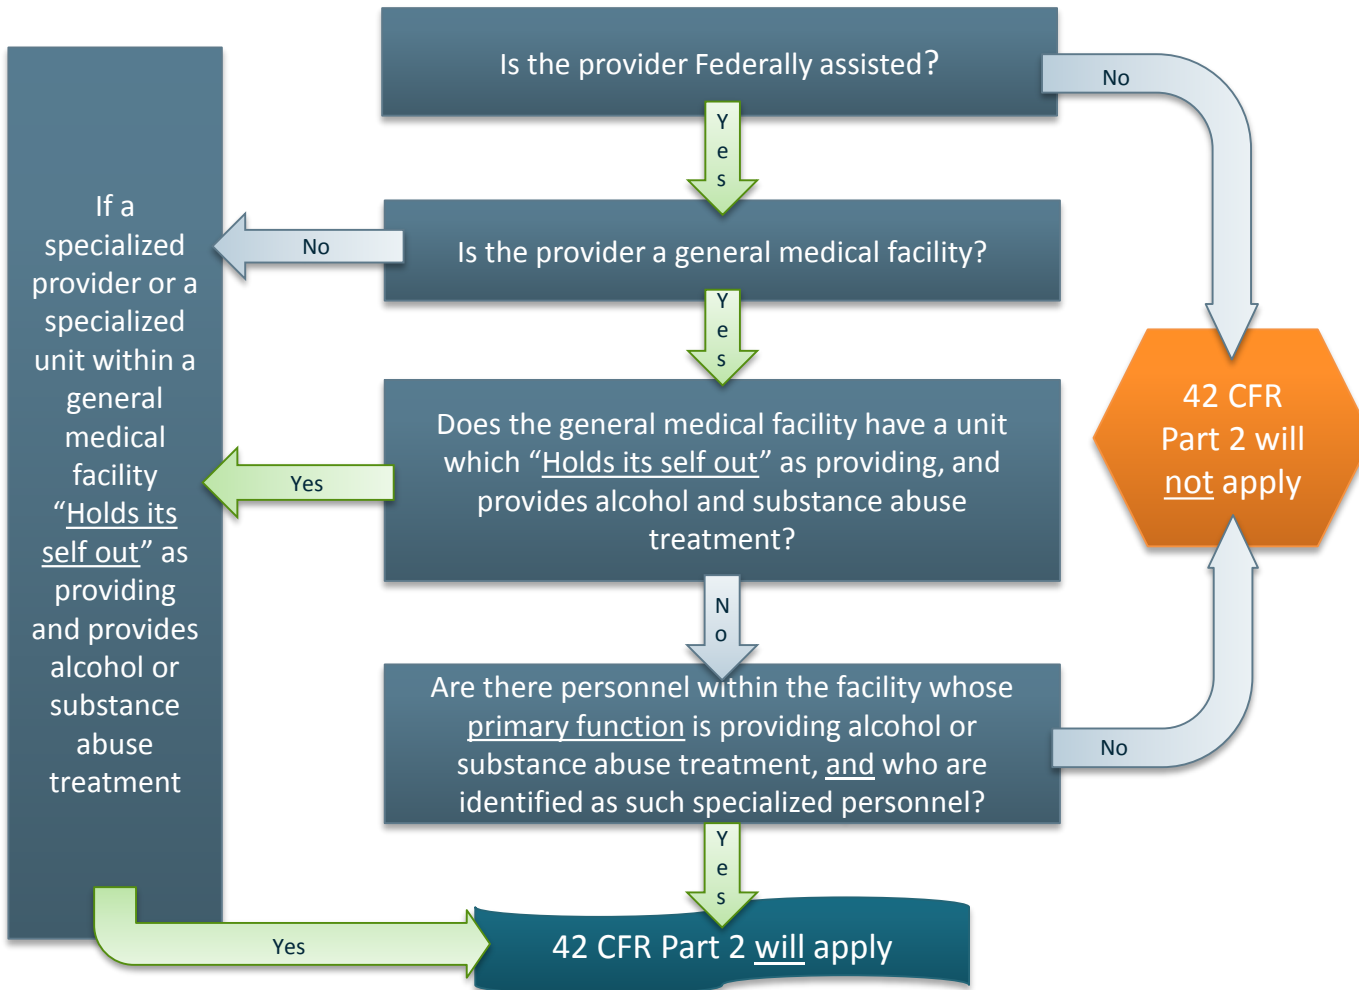 Is the provider Federally assisted?
No
Yes
Is the provider a general medical facility?
No
Yes
Does the general medical facility have a unit
which “Holds its self out” as providing, and
provides alcohol and substance abuse
treatment?
Yes
No
Are there personnel within the facility whose
primary function is providing alcohol or
substance abuse treatment, and who are
identified as such specialized personnel?
No
Yes
42 CFR
Part 2 will
not apply
If a
specialized
provider or a
specialized
unit within a
general
medical
facility
“Holds its
self out” as
providing
and provides
alcohol or
substance
abuse
treatment
Yes
42 CFR Part 2 will apply